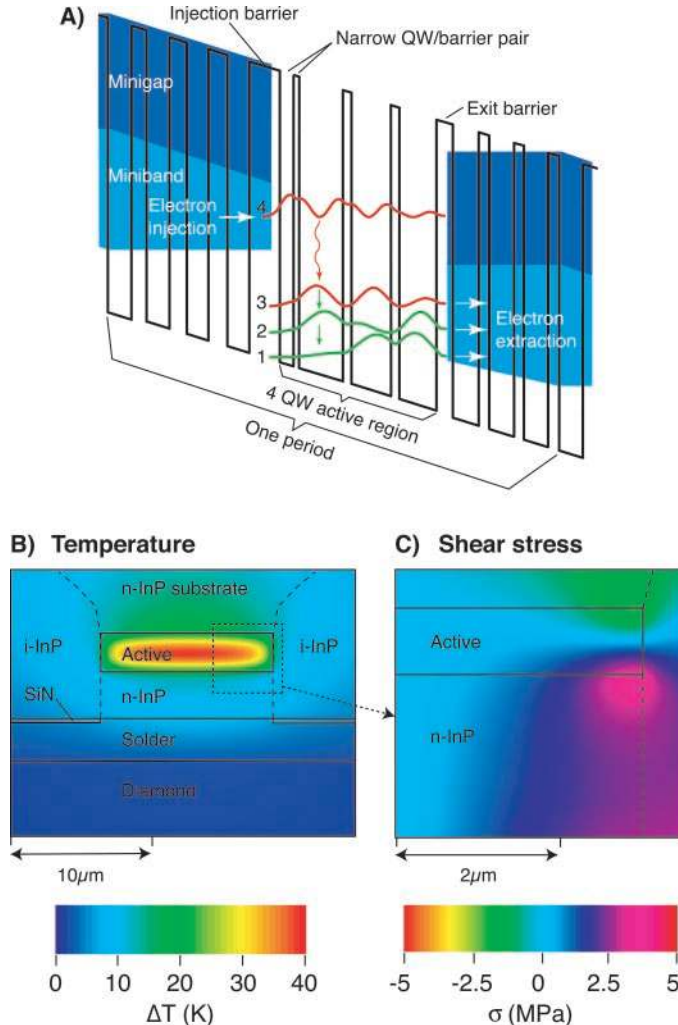 A)
Injection barrier
Narrow QW/barrier pair
Exit barrier
Minigap
Miniband
Electron
injection
4
3
2
1
Electron
extraction
4 QW active region
One period
B) Temperature
C) Shear stress
n-InP substrate
i-InP
Active
i-InP
n-InP
SiN
Solder
Diamond
10μm
Active
n-InP
2μm
0 10 20 30 40
ΔT (K)
-5 -2.5 0 2.5 5
σ (MPa)